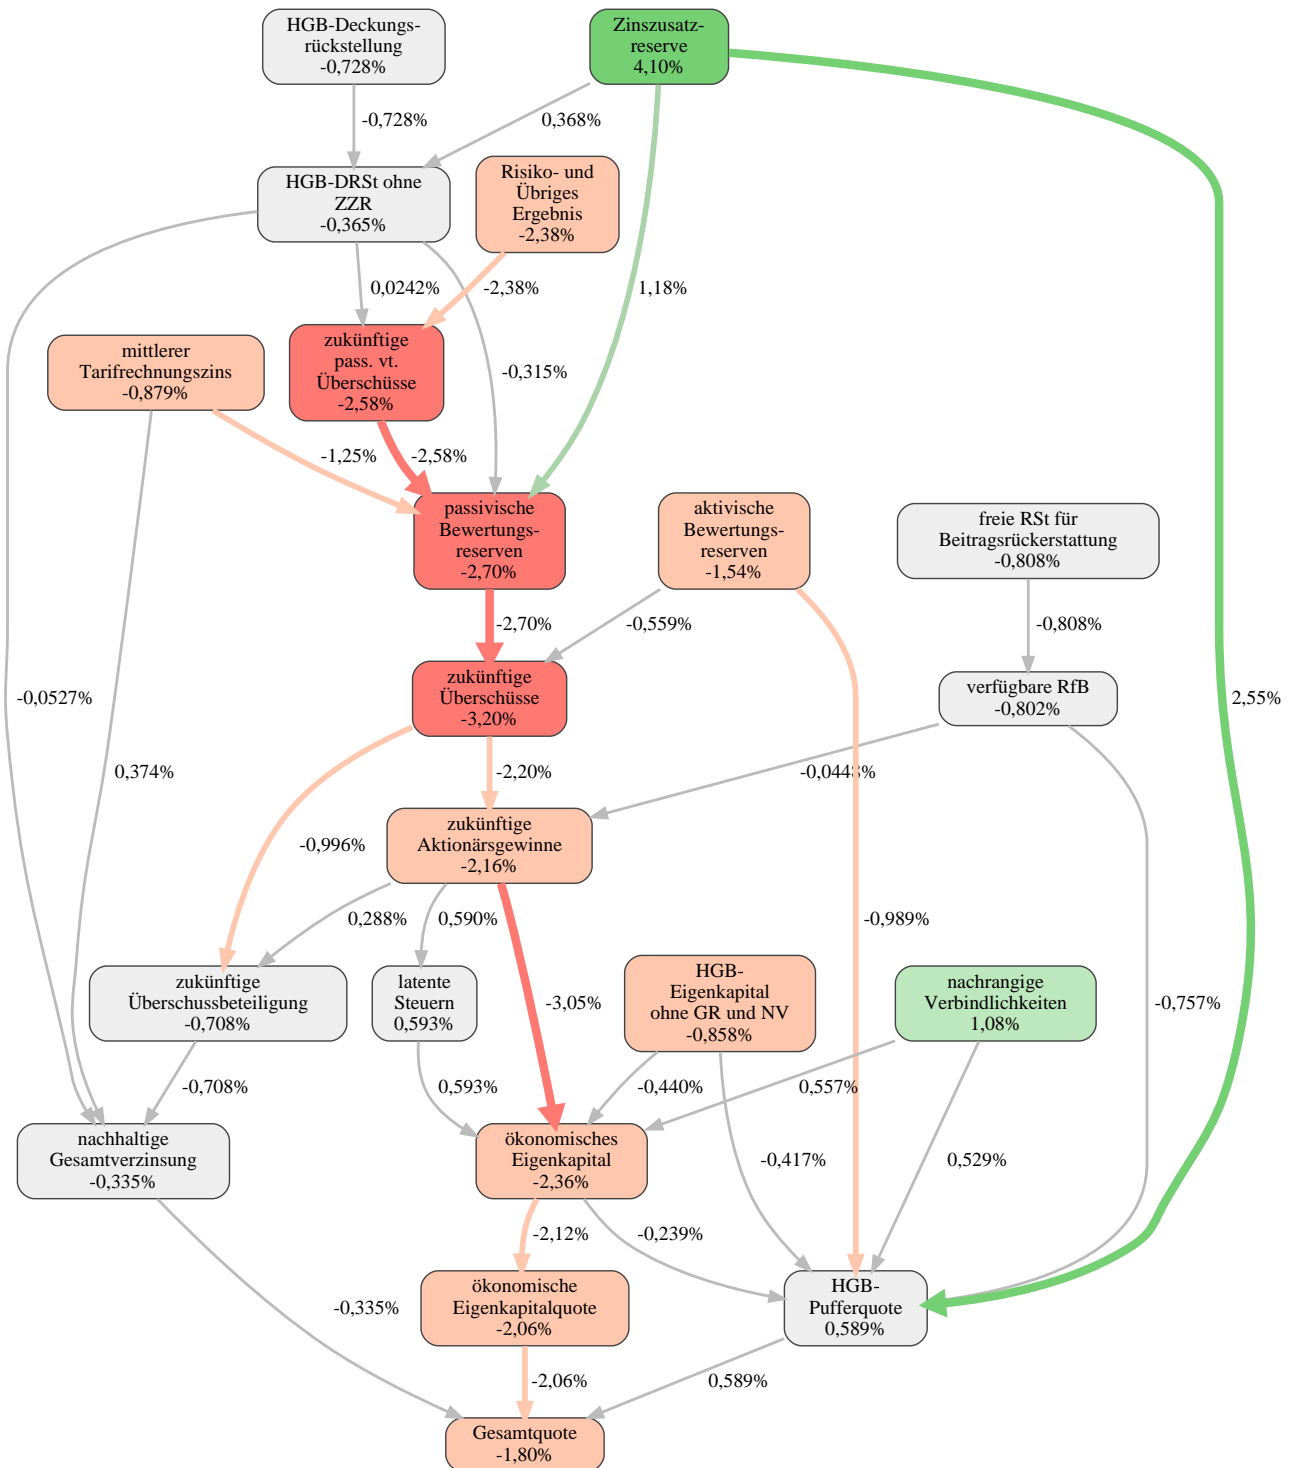 HGB-Deckungs-
rückstellung
-0,728%
Zinszusatz-
reserve
4,10%
-0,728%
0,368%
HGB-DRSt ohne
ZZR
-0,365%
Risiko- und
Übriges
Ergebnis
-2,38%
0,0242%
-2,38%
1,18%
mittlerer
Tarifrechnungszins
-0,879%
zukünftige
pass. vt.
Überschüsse
-2,58%
-0,315%
-1,25%
-2,58%
passivische
Bewertungs-
reserven
-2,70%
aktivische
Bewertungs-
reserven
-1,54%
freie RSt für
Beitragsrückerstattung
-0,808%
-2,70%
-0,559%
-0,808%
zukünftige
Überschüsse
-3,20%
verfügbare RfB
-0,802%
-0,0527%
2,55%
0,374%
-2,20%
-0,0448%
zukünftige
Aktionärsgewinne
-2,16%
-0,996%
0,288%
0,590%
-0,989%
zukünftige
Überschussbeteiligung
-0,708%
latente
Steuern
0,593%
-3,05%
HGB-
Eigenkapital
ohne GR und NV
-0,858%
nachrangige
Verbindlichkeiten
1,08%
-0,757%
-0,708%
0,593%
-0,440%
0,557%
nachhaltige
Gesamtverzinsung
-0,335%
ökonomisches
Eigenkapital
-2,36%
-0,417%
0,529%
-2,12%
-0,239%
ökonomische
Eigenkapitalquote
-2,06%
HGB-
Pufferquote
0,589%
-0,335%
-2,06%
0,589%
Gesamtquote
-1,80%